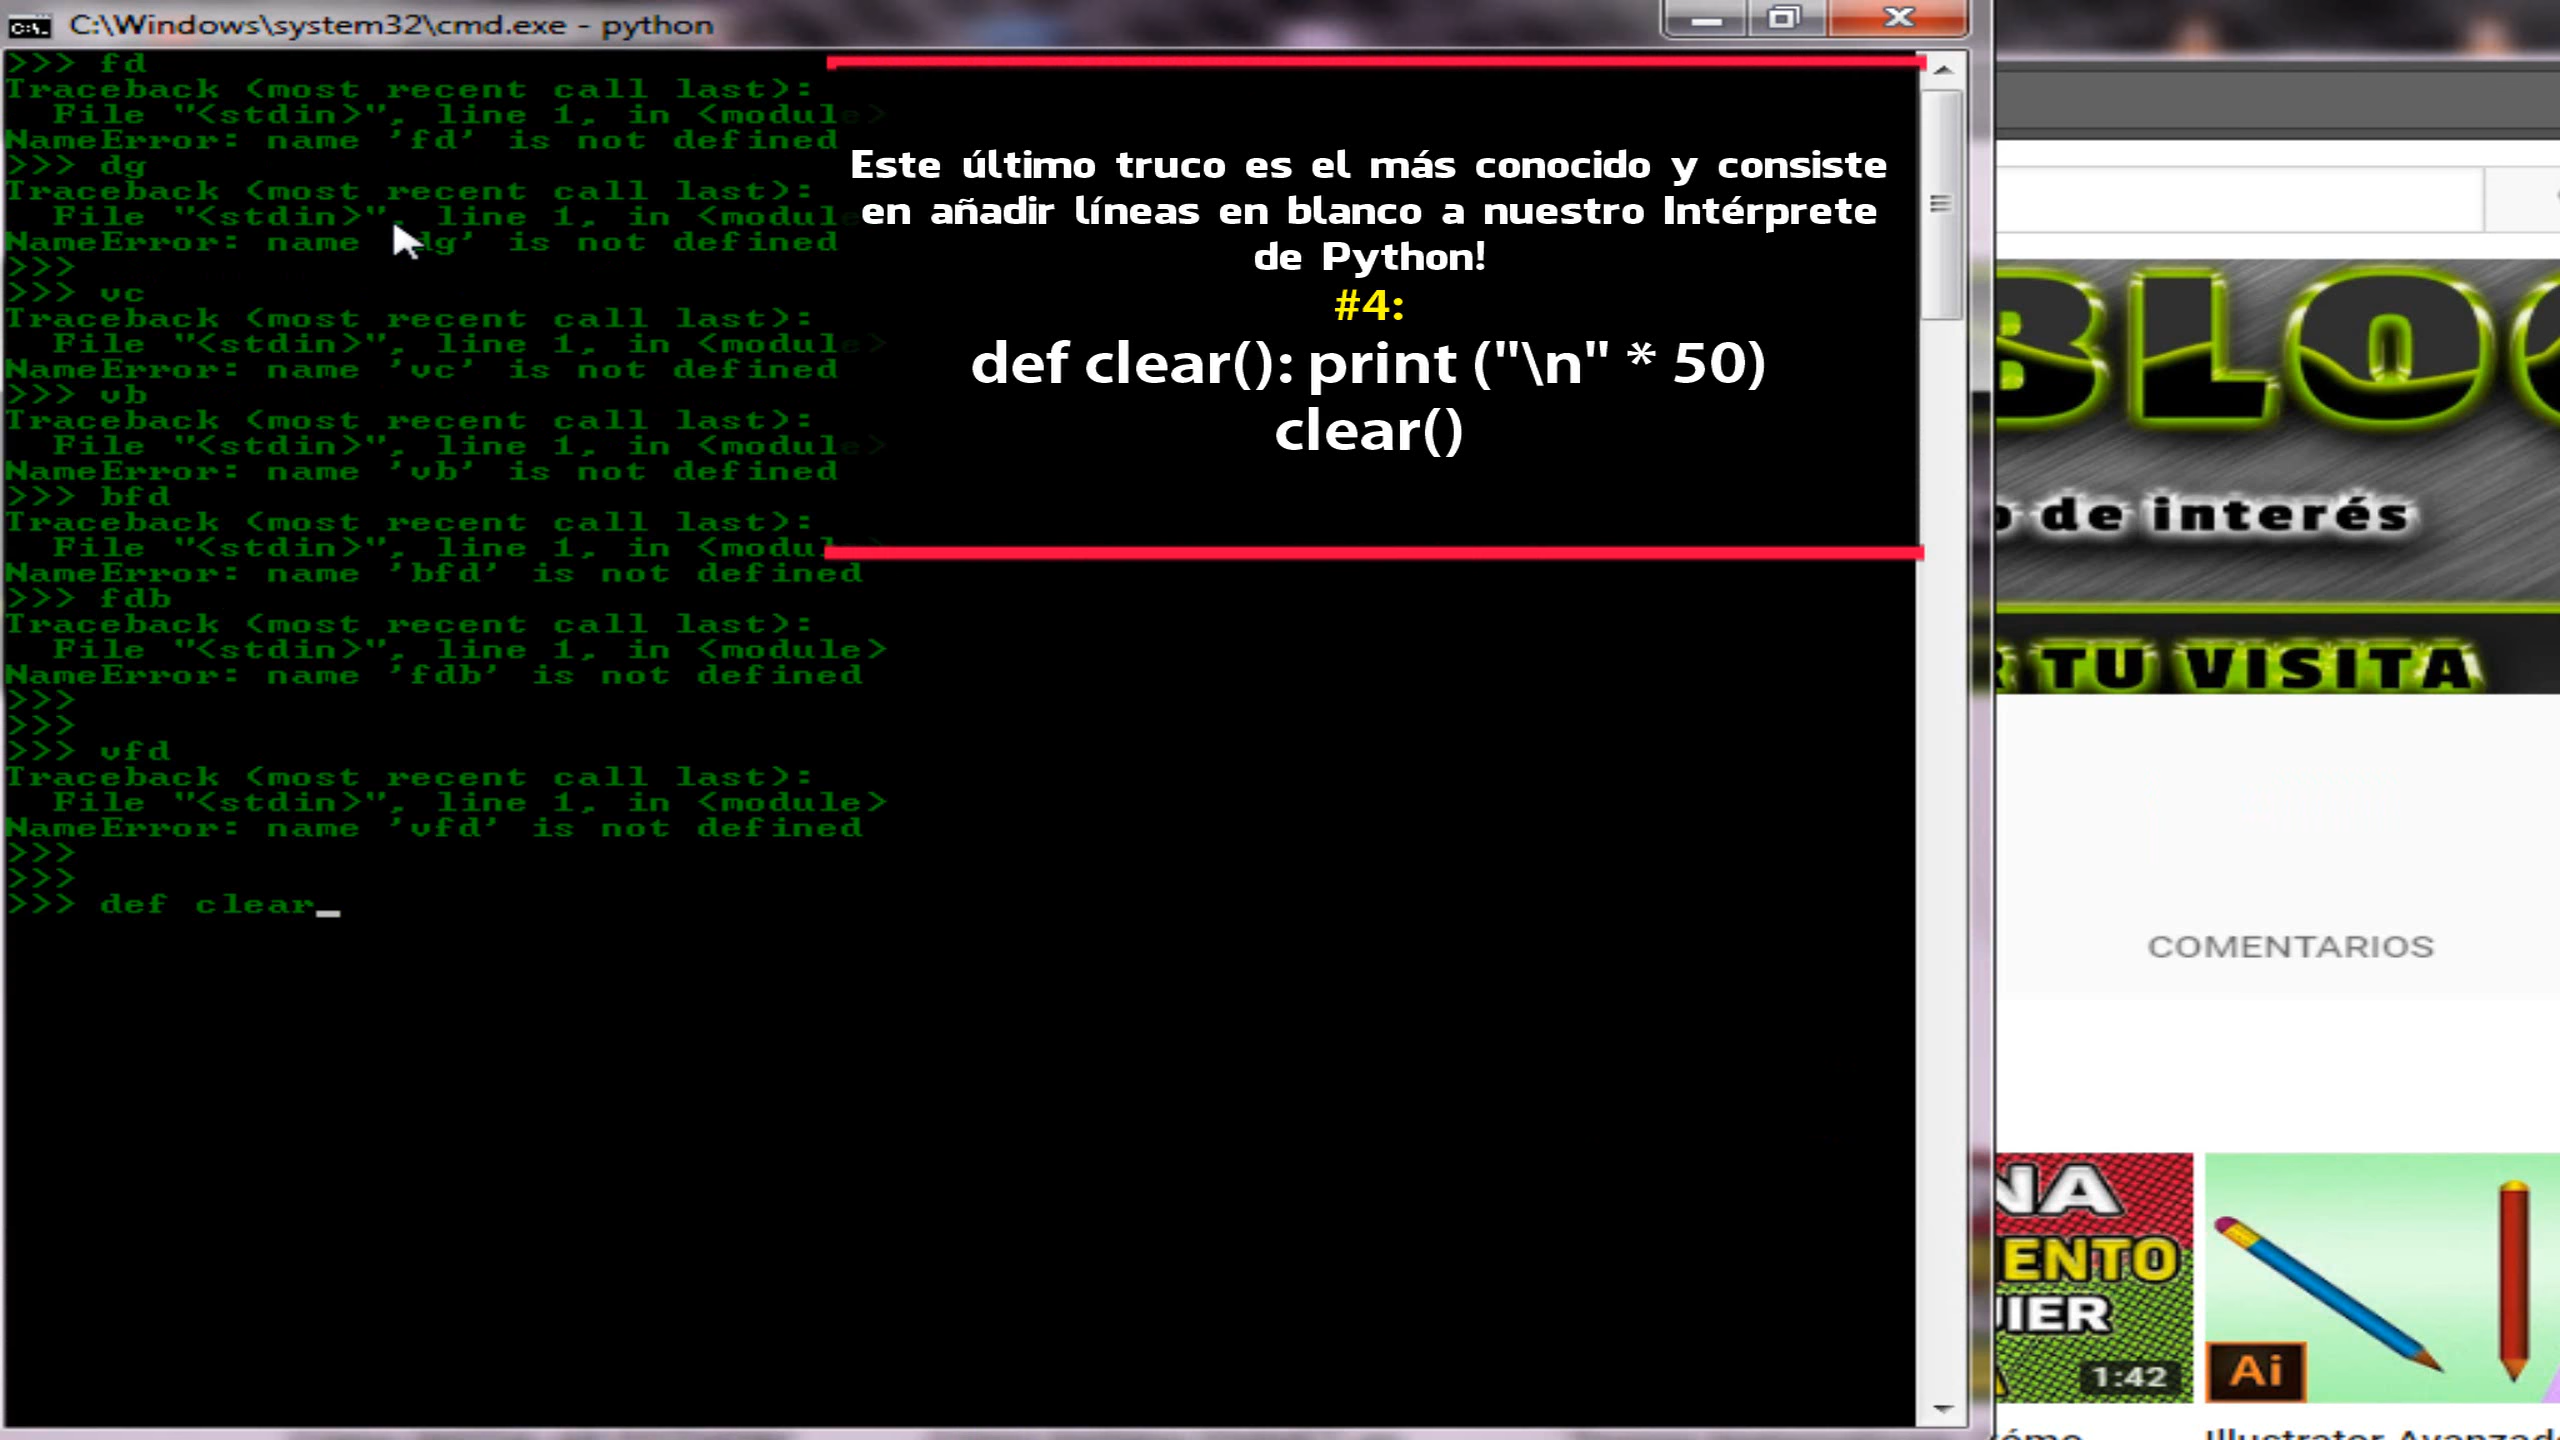 C:\Windows\system32\cmd.exe - python
>>> fd
Traceback (most recent call last):
  File "<stdin>", line 1, in <module>
NameError: name 'fd' is not defined
>>> dg
Traceback (most recent call last):
  File "<stdin>", line 1, in <modul
NameError: name 'dg' is not defined
>>>
>>> vc
Traceback (most recent call last):
  File "<stdin>", line 1, in <module>
NameError: name 'vc' is not defined
>>> vb
Traceback (most recent call last):
  File "<stdin>", line 1, in <module>
NameError: name 'vb' is not defined
>>> bfd
Traceback (most recent call last):
  File "<stdin>", line 1, in <modul
NameError: name 'bfd' is not defined
>>> fdb
Traceback (most recent call last):
  File "<stdin>", line 1, in <module>
NameError: name 'fdb' is not defined
>>>
>>>
>>> vfd
Traceback (most recent call last):
  File "<stdin>", line 1, in <module>
NameError: name 'vfd' is not defined
>>>
>>>
>>> def clear_
Este último truco es el más conocido y consiste
en añadir líneas en blanco a nuestro Intérprete
de Python!
#4:
def clear(): print ("\n" * 50)
clear()
BLO
de interés
R TU VISITA
COMENTARIOS
NA
ENTO
UIER
1:42
Ai